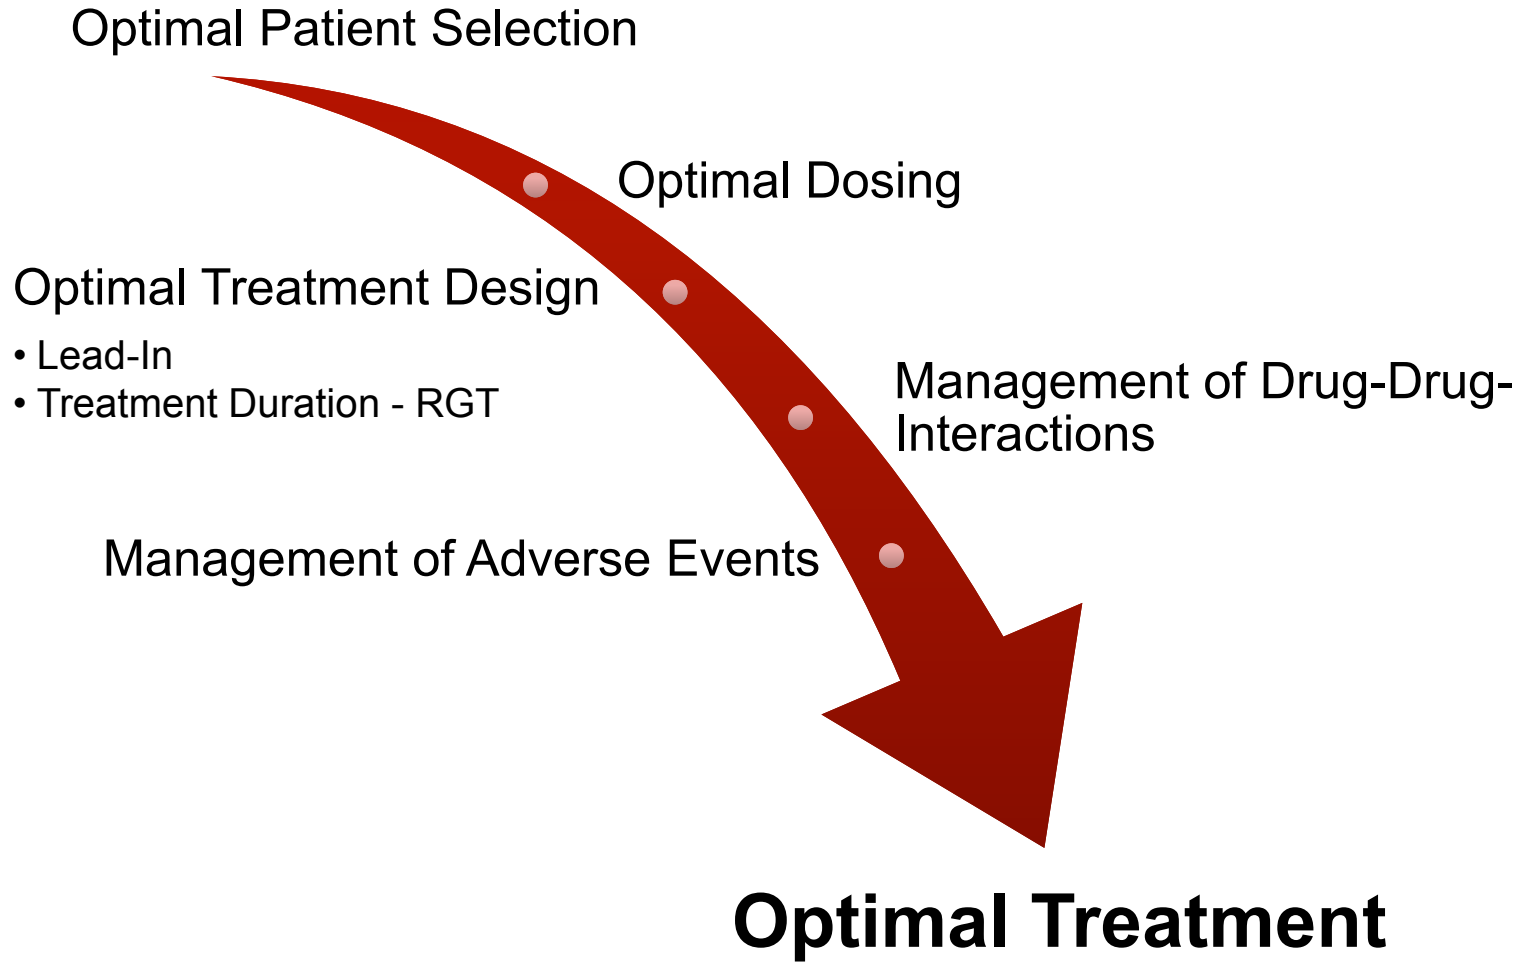 Optimal Patient Selection
Optimal Dosing
Optimal Treatment Design
• Lead-In
• Treatment Duration - RGT
Management of Drug-Drug-
Interactions
Management of Adverse Events
Optimal Treatment